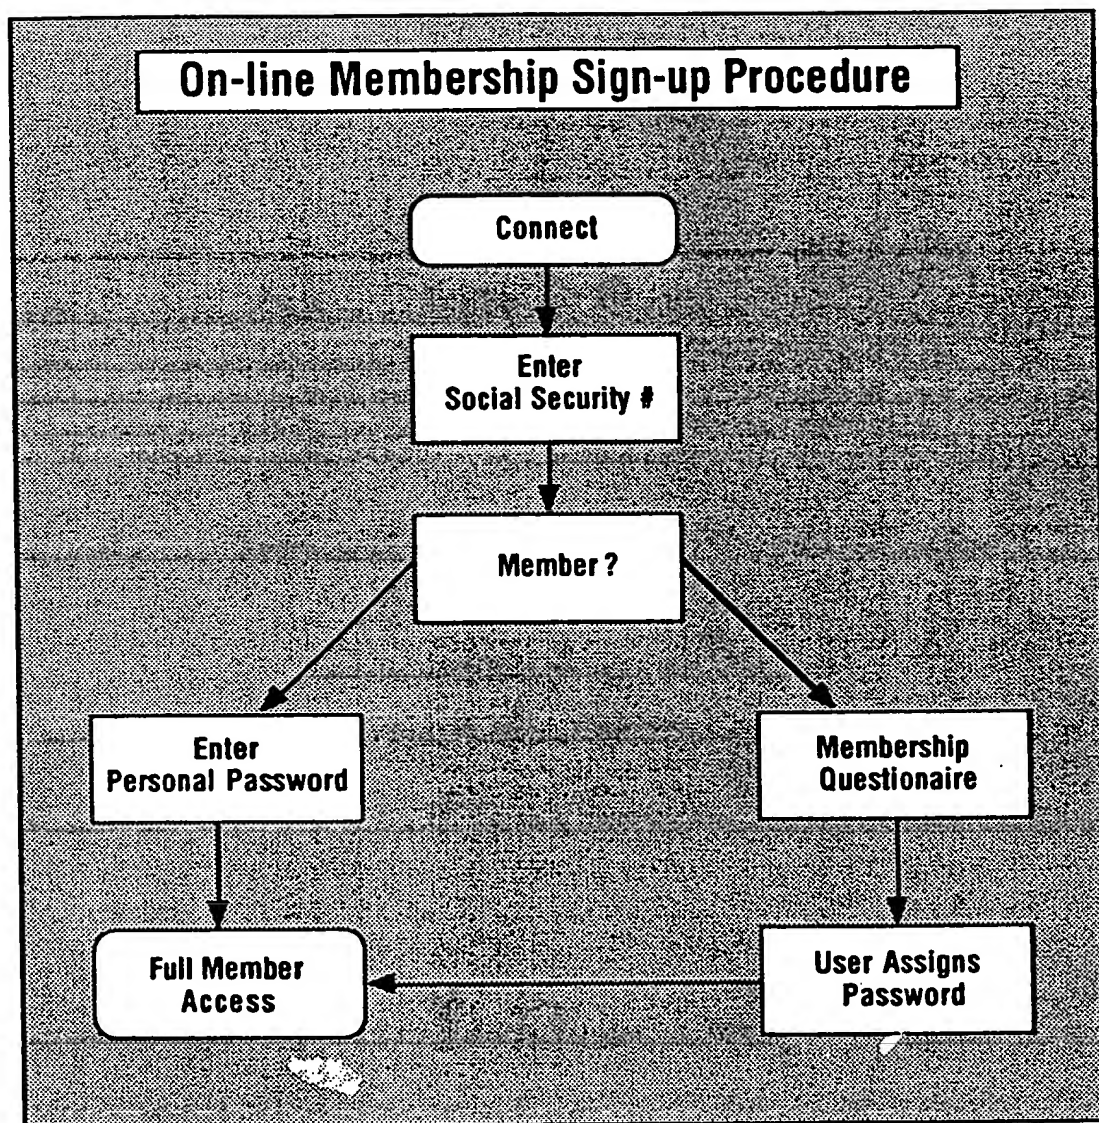 On-line Membership Sign-up Procedure
Connect
Enter
Social Security #
Member ?
Enter
Personal Password
Membership
Questionaire
Full Member
Access
User Assigns
Password